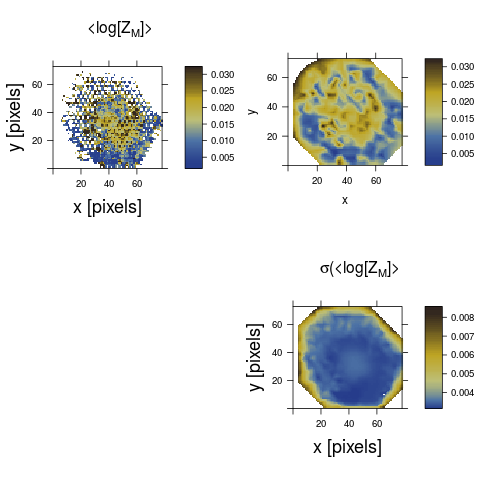 <log[Z_M]>
60
40
20
20 40 60
x [pixels]
y [pixels]
0.030
0.025
0.020
0.015
0.010
0.005
60
40
20
20 40 60
x
y
0.030
0.025
0.020
0.015
0.010
0.005
σ(<log[Z_M]>
60
40
20
20 40 60
x [pixels]
y [pixels]
0.008
0.007
0.006
0.005
0.004